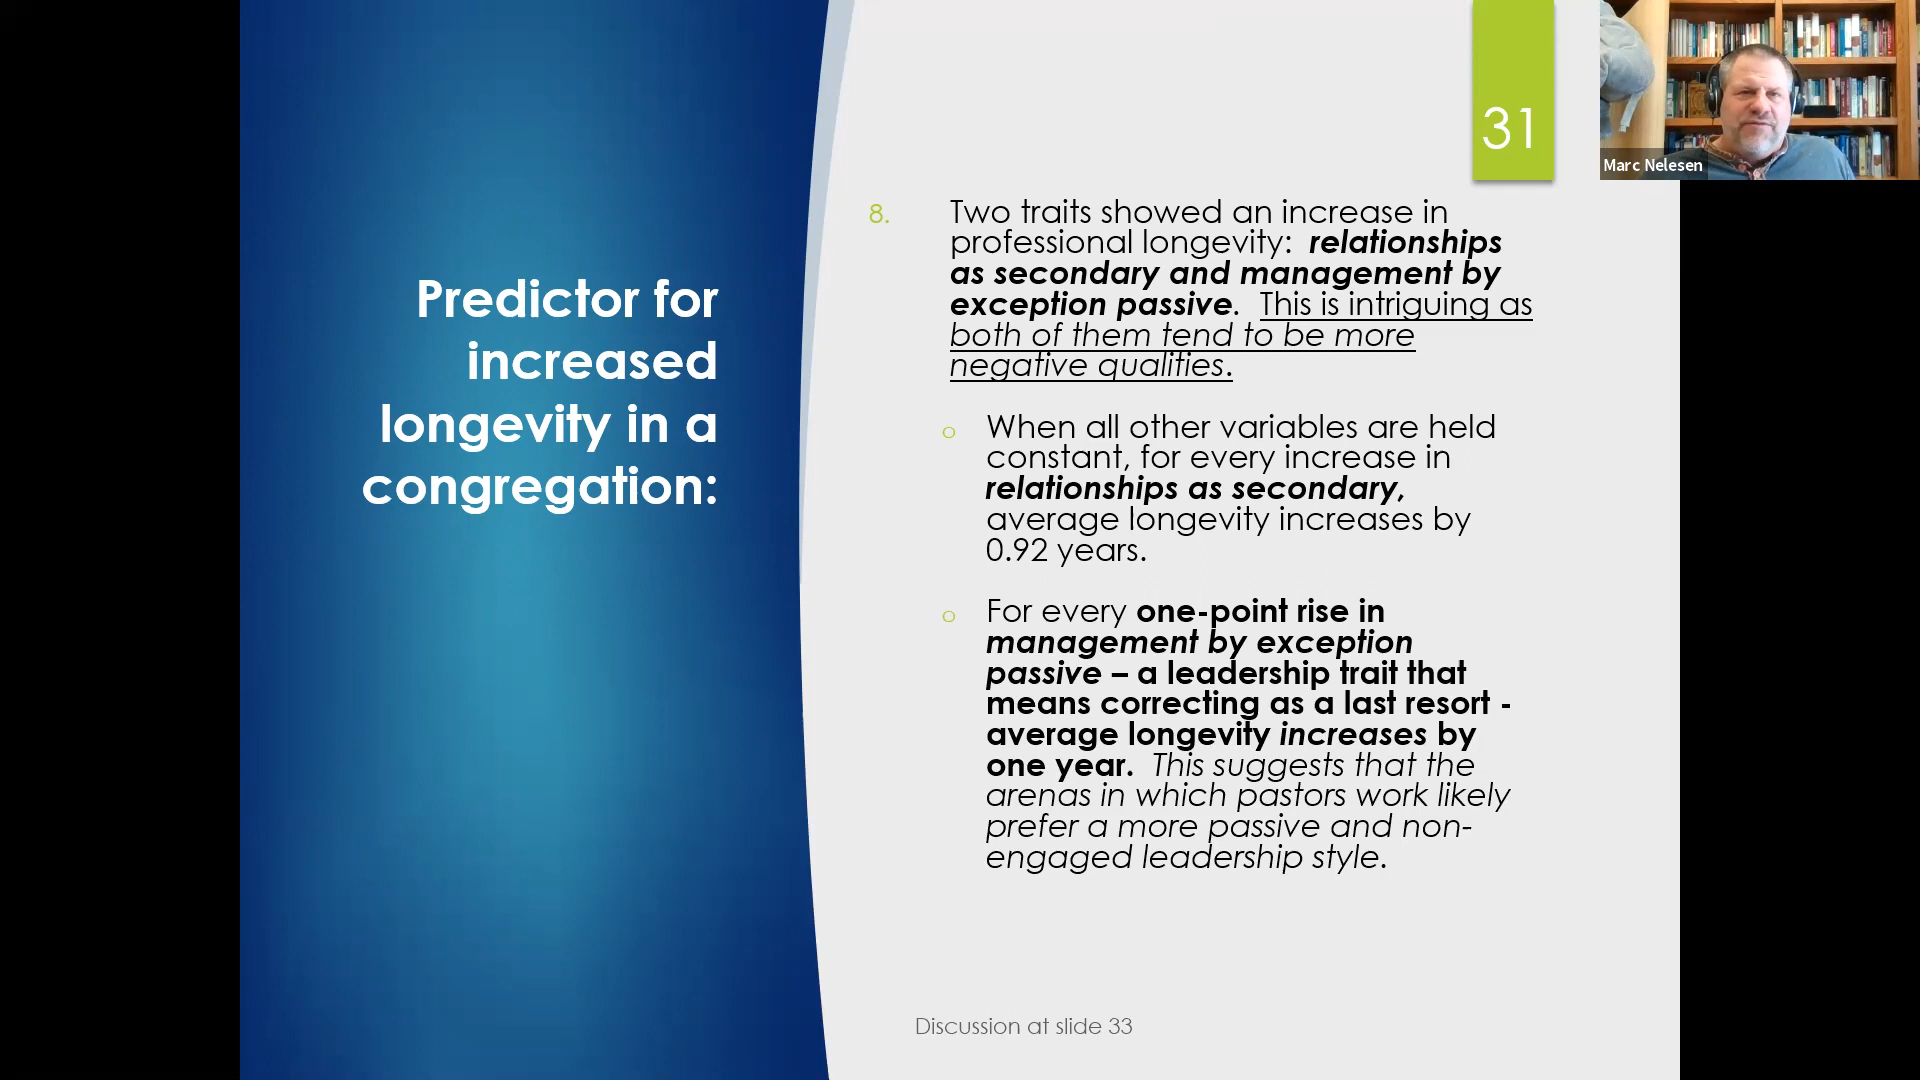 31
Marc Nelesen
Predictor for
increased
longevity in a
congregation:
8. Two traits showed an increase in
professional longevity: relationships
as secondary and management by
exception passive. This is intriguing as
both of them tend to be more
negative qualities.
o When all other variables are held
constant, for every increase in
relationships as secondary,
average longevity increases by
0.92 years.
o For every one-point rise in
management by exception
passive – a leadership trait that
means correcting as a last resort -
average longevity increases by
one year. This suggests that the
arenas in which pastors work likely
prefer a more passive and non-
engaged leadership style.
Discussion at slide 33